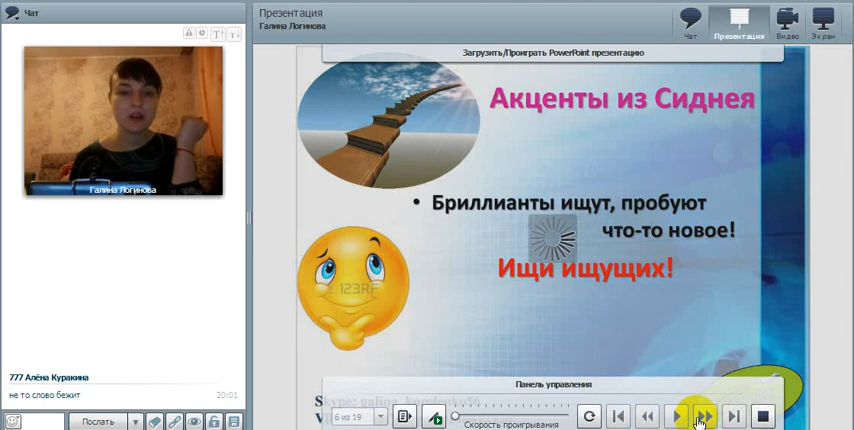 Чат
Галина Логинова
777 Алёна Куракина
не то слово бежит
20:01
Послать
Презентация
Галина Логинова
Чат
Презентация
Видео
Экран
Загрузить/Проиграть PowerPoint презентацию
Акценты из Сиднея
• Бриллианты ищут, пробуют
что-то новое!
Ищи ищущих!
123RF
Панель управления
6 из 19
Скорость проигрывания